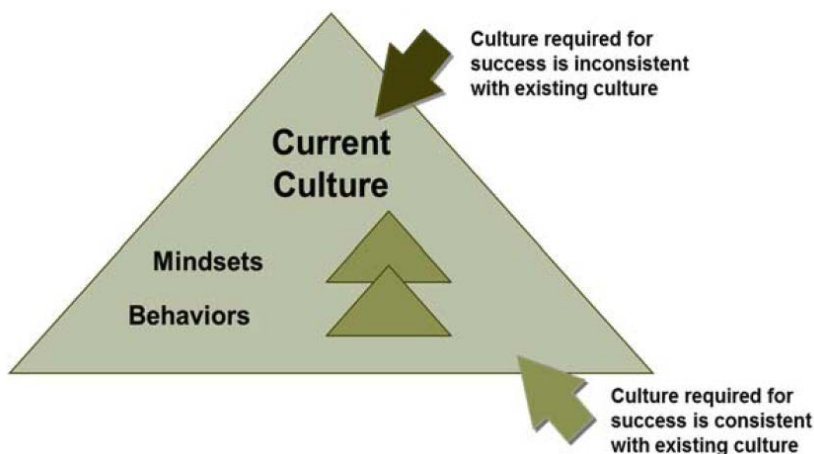 Culture required for
success is inconsistent
with existing culture
Current
Culture
Mindsets
Behaviors
Culture required for
success is consistent
with existing culture